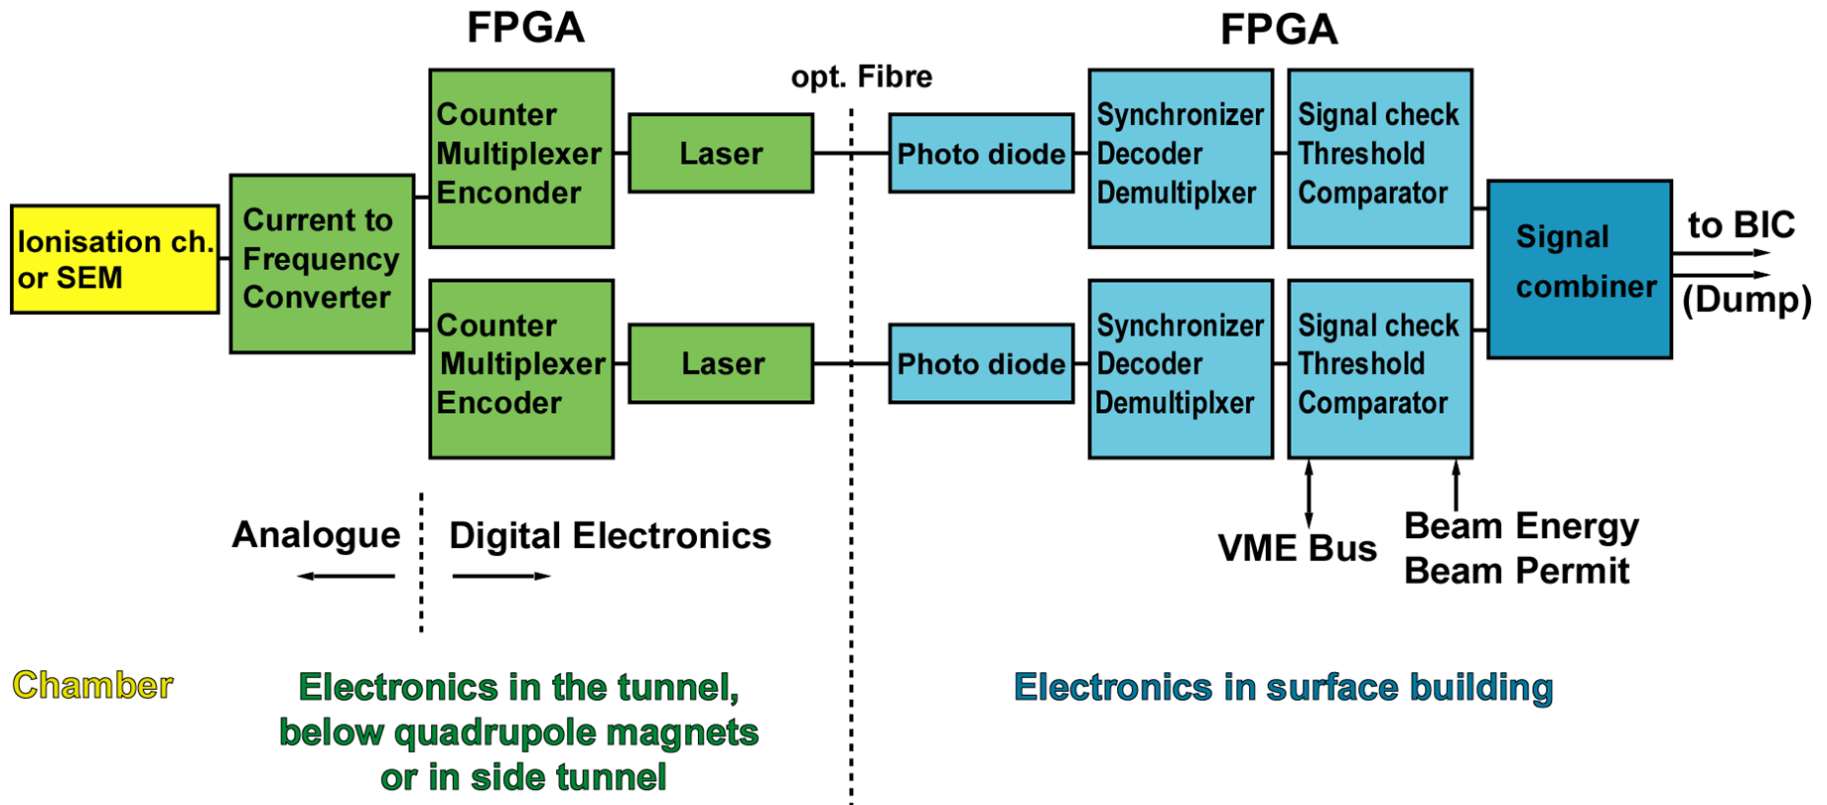 FPGA
FPGA
opt. Fibre
Counter
Multiplexer
Enconder
Laser
Photo diode
Synchronizer
Decoder
Demultiplxer
Signal check
Threshold
Comparator
Ionisation ch.
or SEM
Current to
Frequency
Converter
Signal
combiner
to BIC
(Dump)
Counter
Multiplexer
Encoder
Laser
Photo diode
Synchronizer
Decoder
Demultiplxer
Signal check
Threshold
Comparator
Analogue
Digital Electronics
VME Bus
Beam Energy
Beam Permit
Chamber
Electronics in the tunnel,
below quadrupole magnets
or in side tunnel
Electronics in surface building